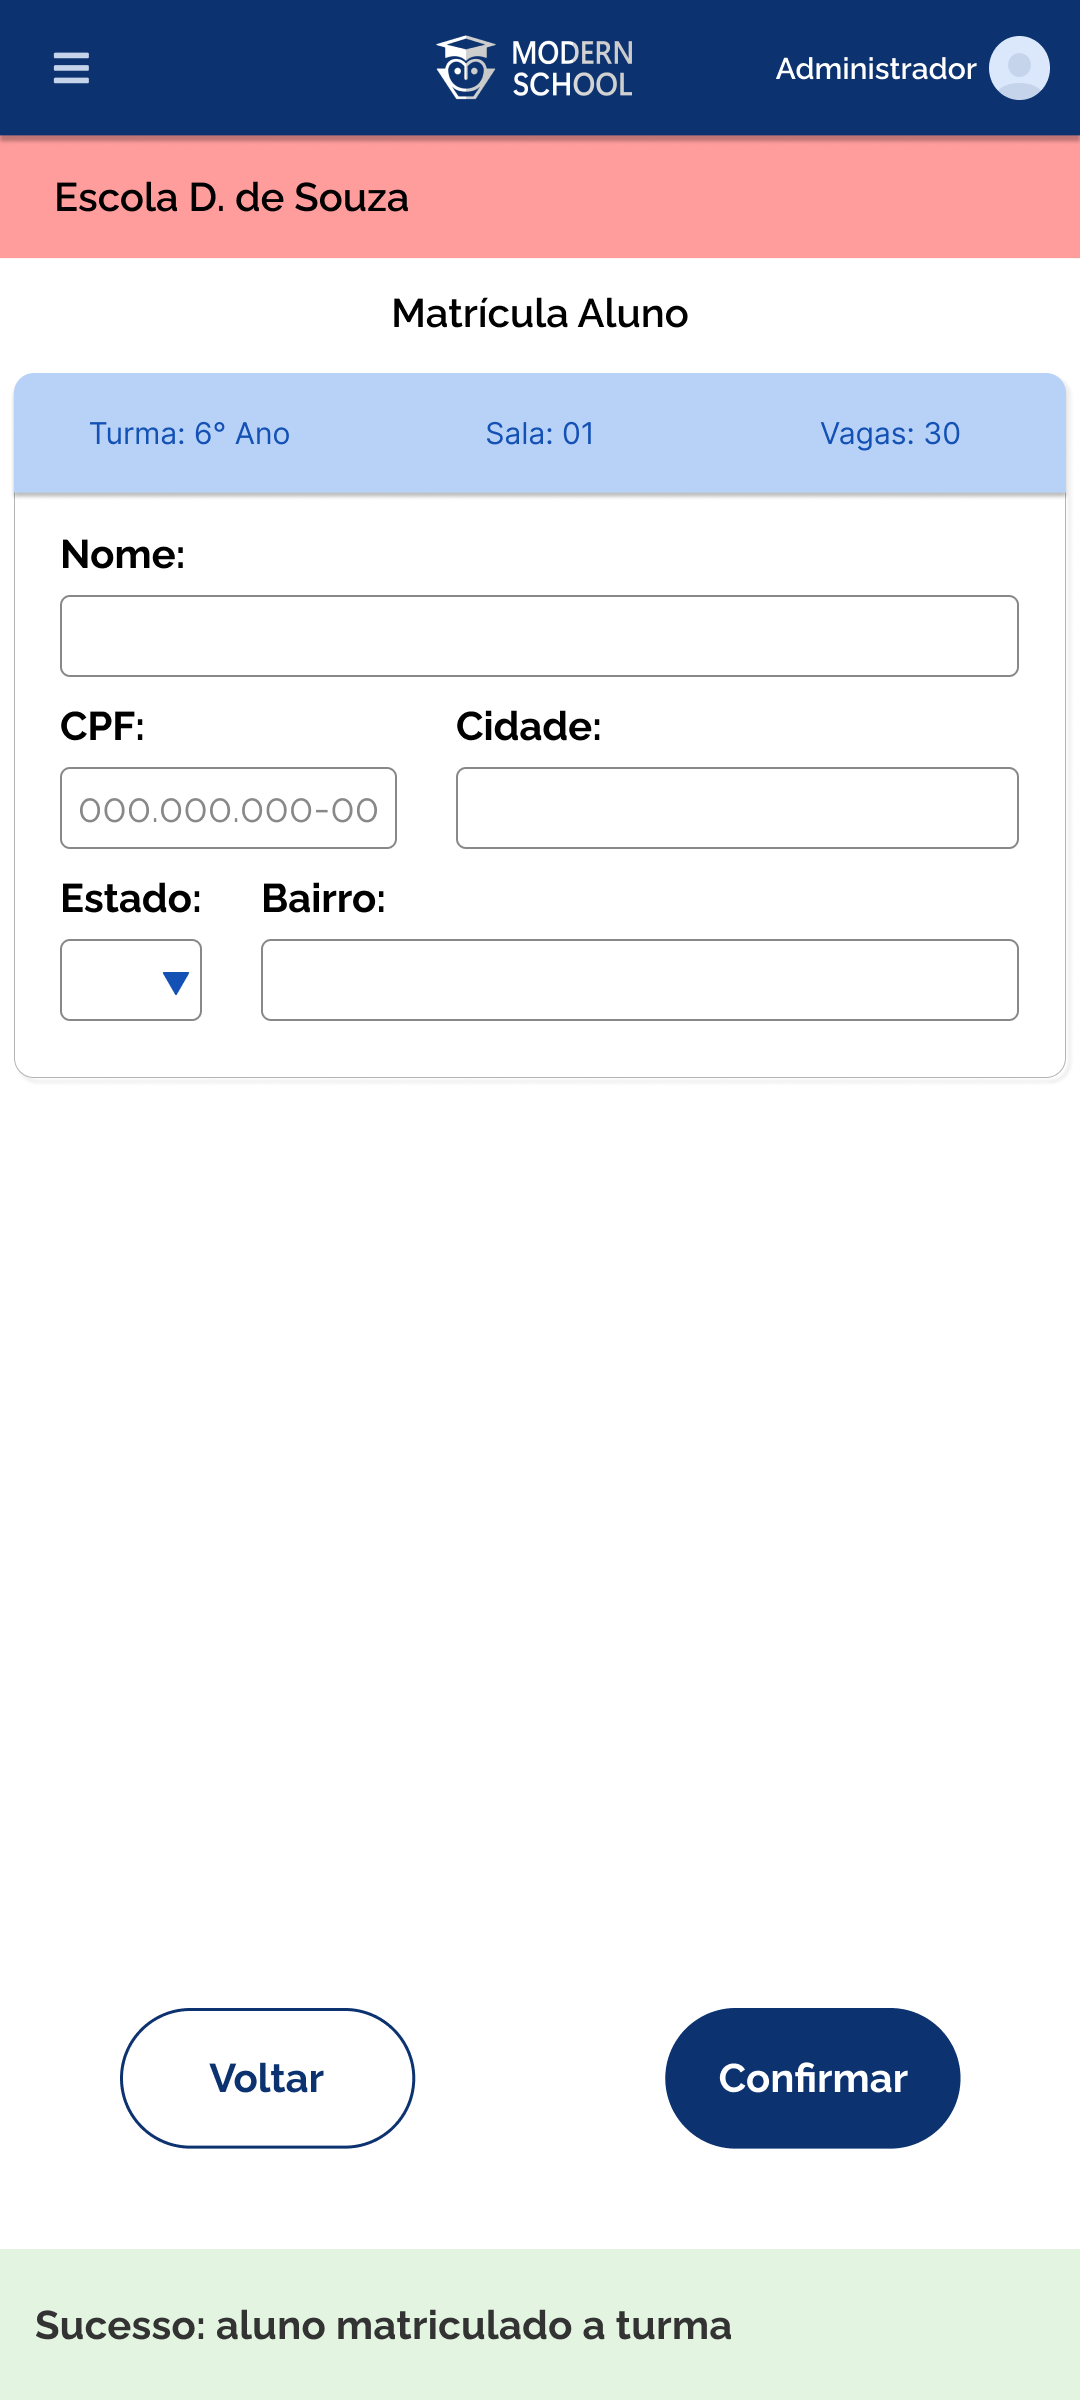 MODERN
SCHOOL
Administrador
Escola D. de Souza
Matrícula Aluno
Turma: 6° Ano Sala: 01 Vagas: 30
Nome:
CPF: Cidade:
000.000.000-00
Estado: Bairro:
Voltar Confirmar
Sucesso: aluno matriculado a turma